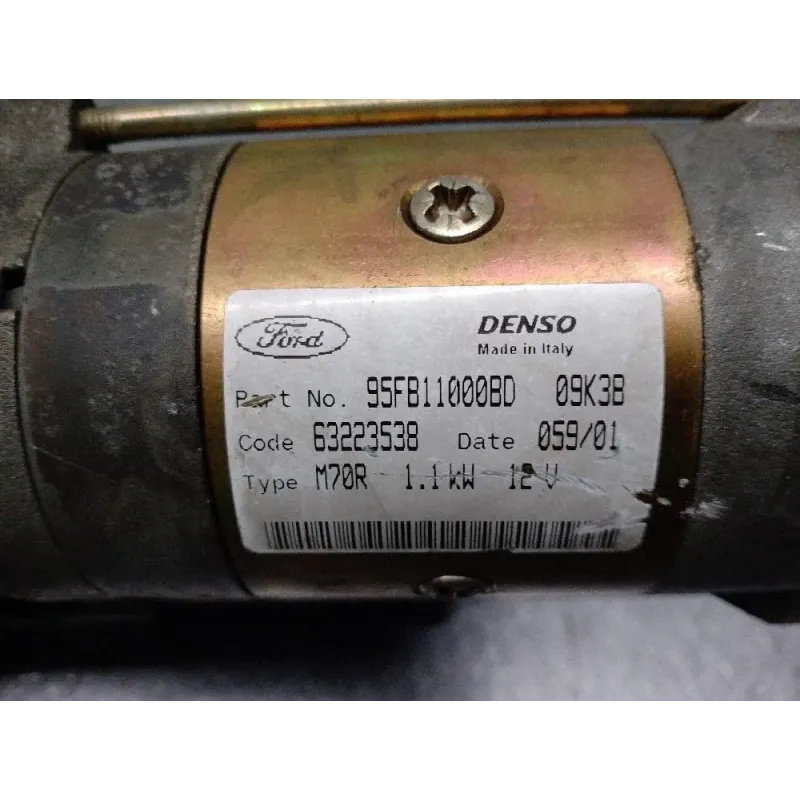 Ford DENSO
Made in Italy
Part No. 95FB11000BD 09K3B
Code 63223538 Date 059/01
Type M70R 1.1 kW 12 V